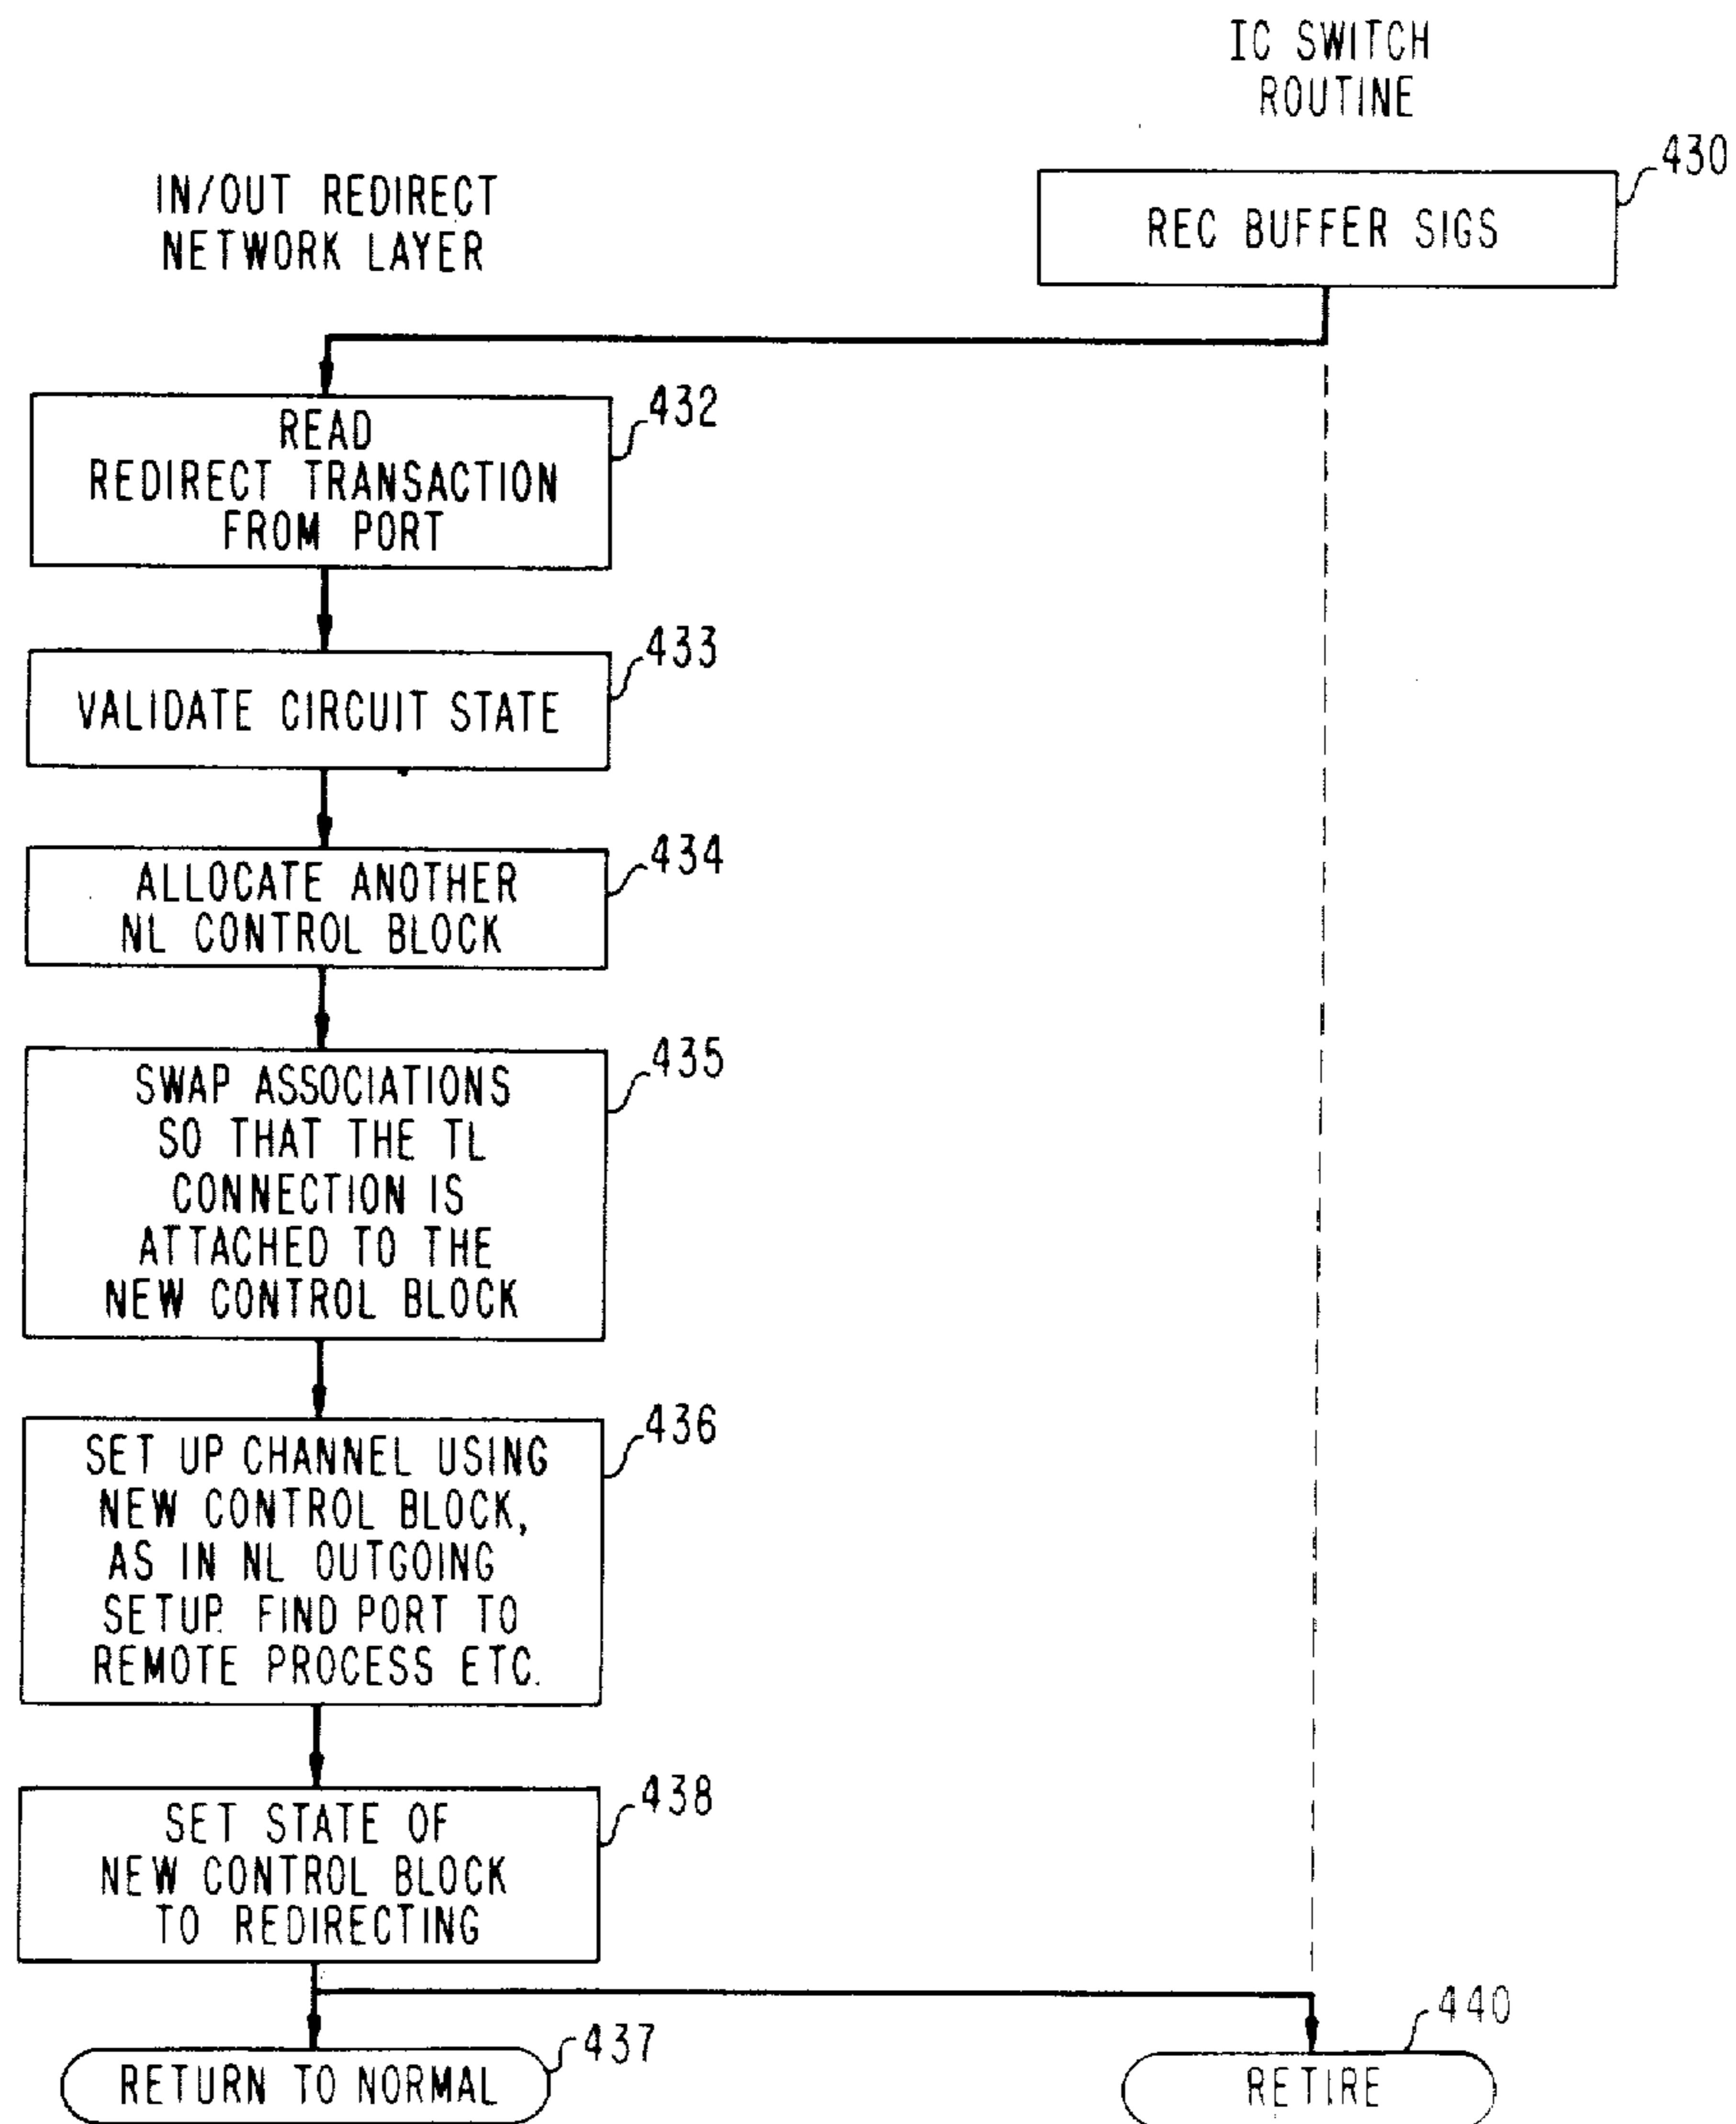 IC SWITCH
ROUTINE
430
REC BUFFER SIGS
IN/OUT REDIRECT
NETWORK LAYER
432
READ
REDIRECT TRANSACTION
FROM PORT
433
VALIDATE CIRCUIT STATE
434
ALLOCATE ANOTHER
NL CONTROL BLOCK
435
SWAP ASSOCIATIONS
SO THAT THE TL
CONNECTION IS
ATTACHED TO THE
NEW CONTROL BLOCK
436
SET UP CHANNEL USING
NEW CONTROL BLOCK,
AS IN NL OUTGOING
SETUP. FIND PORT TO
REMOTE PROCESS ETC.
438
SET STATE OF
NEW CONTROL BLOCK
TO REDIRECTING
437
RETURN TO NORMAL
440
RETIRE